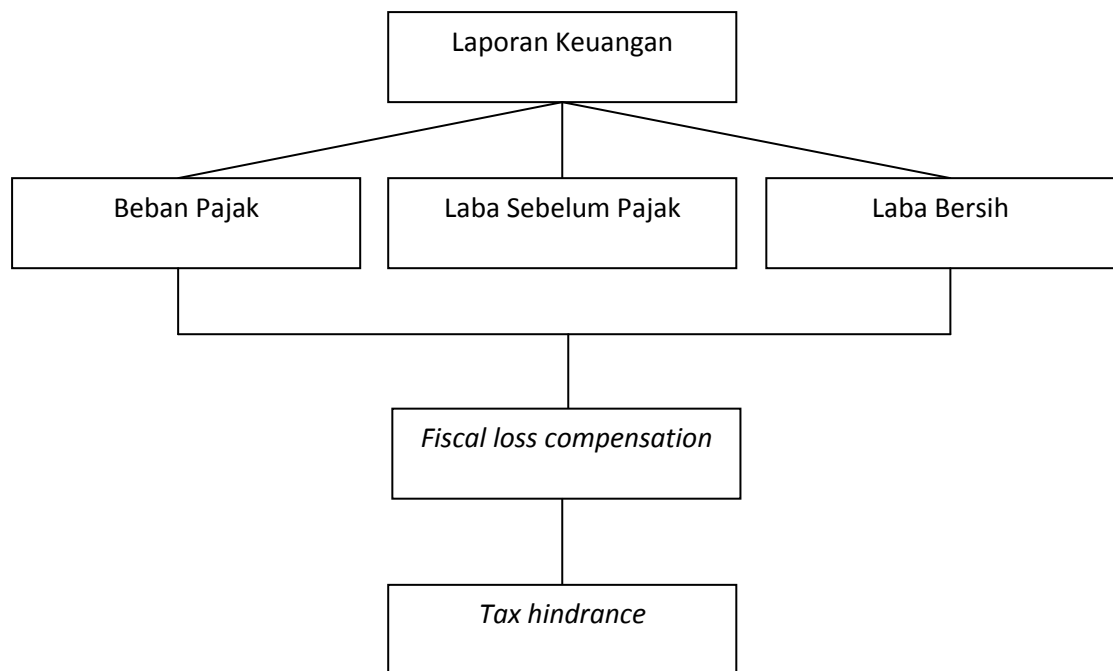 Laporan Keuangan
Beban Pajak
Laba Sebelum Pajak
Laba Bersih
Fiscal loss compensation
Tax hindrance